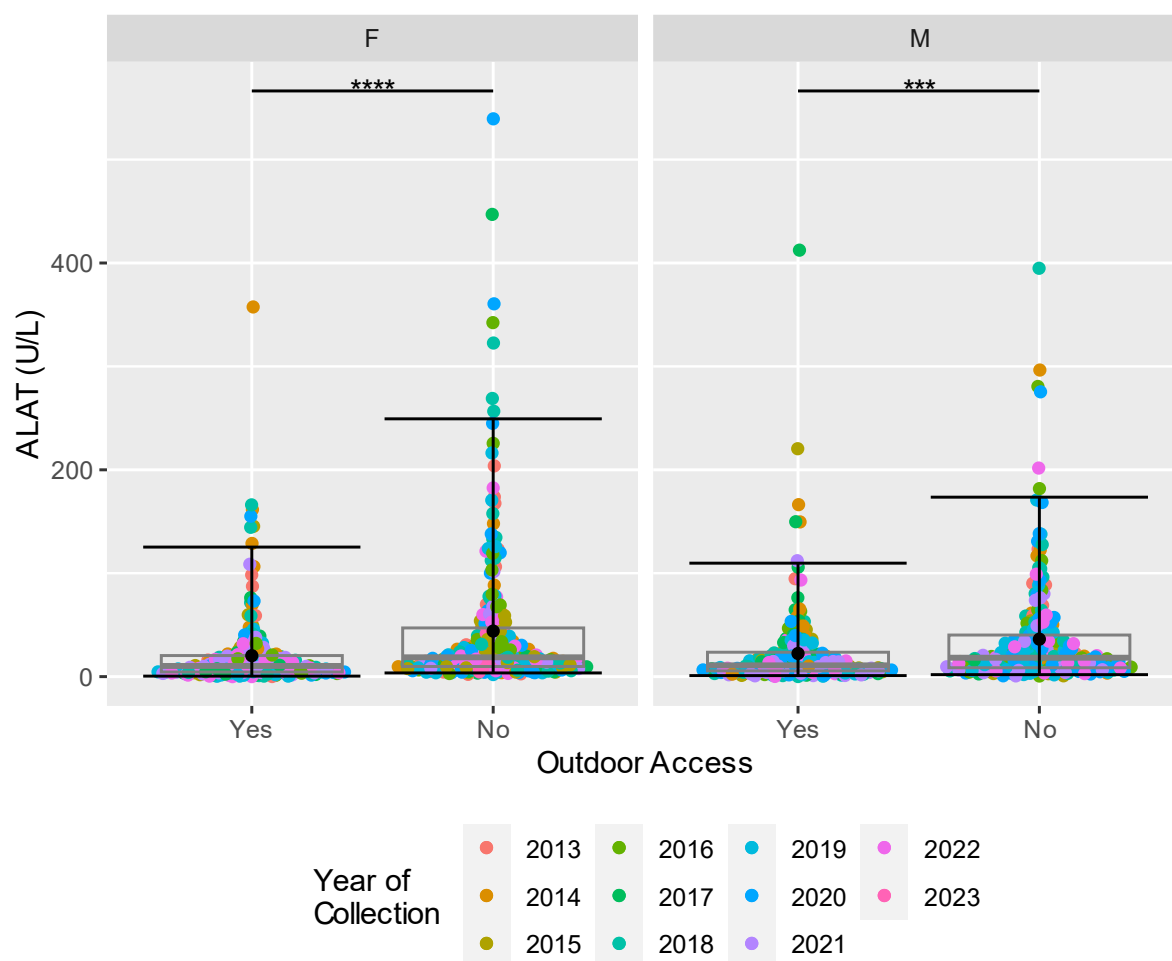 F M
**** ***
ALAT (U/L)
400
200
0
Yes No Yes No
Outdoor Access
Year of
Collection
2013 2016 2019 2022
2014 2017 2020 2023
2015 2018 2021